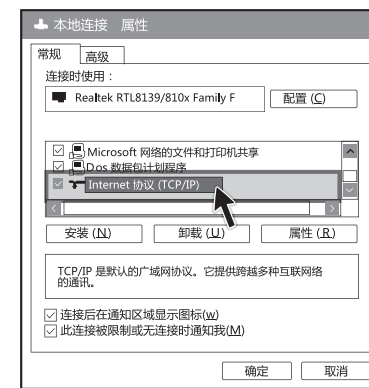 本地连接 属性
常规 高级
连接时使用：
Realtek RTL8139/810x Family F 配置 (C)
Microsoft 网络的文件和打印机共享
Dos 数据包计划程序
Internet 协议 (TCP/IP)
安装 (N) 卸载 (U) 属性 (R)
TCP/IP 是默认的广域网协议。它提供跨越多种互联网络
的通讯。
连接后在通知区域显示图标(w)
此连接被限制或无连接时通知我(M)
确定 取消